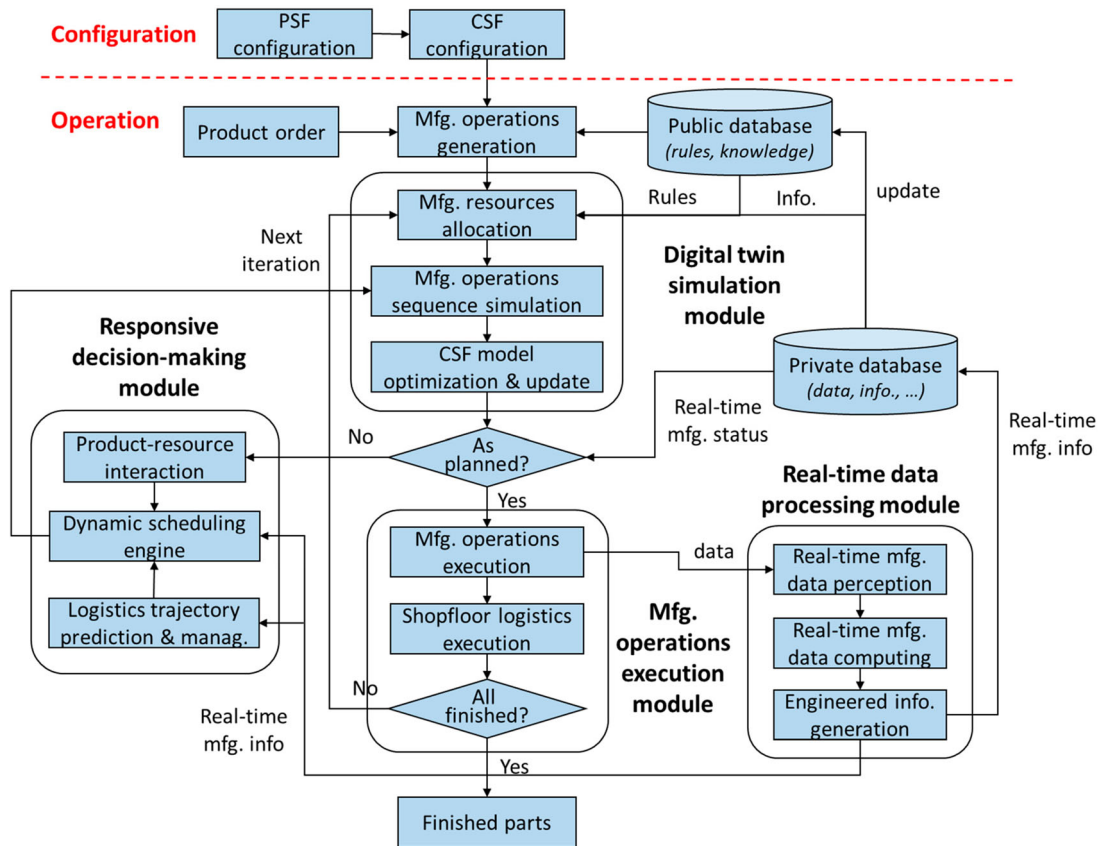 Configuration
PSF
configuration
CSF
configuration
Operation
Product order
Mfg. operations
generation
Public database
(rules, knowledge)
Rules
Info.
update
Mfg. resources
allocation
Next
iteration
Mfg. operations
sequence simulation
Digital twin
simulation
module
CSF model
optimization & update
Responsive
decision-making
module
Private database
(data, info., ...)
Real-time
mfg. status
Real-time
mfg. info
No
As
planned?
Yes
Product-resource
interaction
Dynamic scheduling
engine
Logistics trajectory
prediction & manag.
Real-time data
processing module
Mfg. operations
execution
data
Real-time mfg.
data perception
Shopfloor logistics
execution
Mfg.
operations
execution
module
Real-time mfg.
data computing
No
All
finished?
Engineered info.
generation
Real-time
mfg. info
Yes
Finished parts